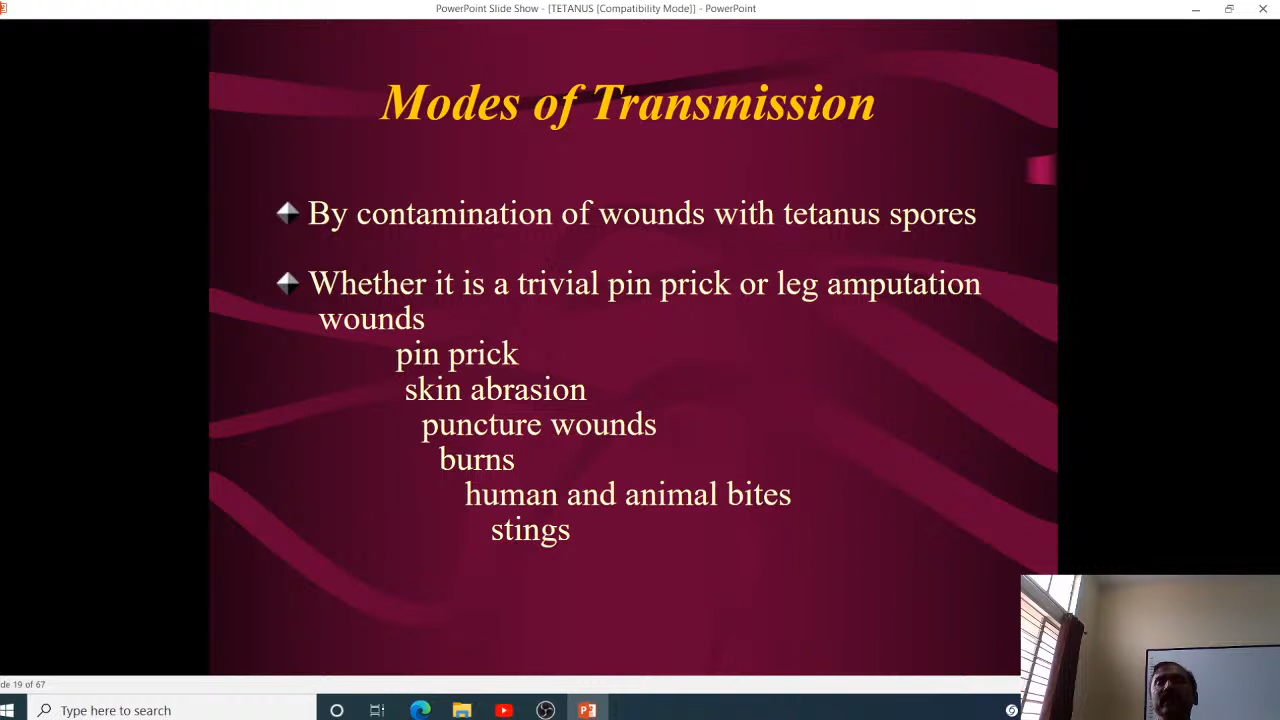 PowerPoint Slide Show - [TETANUS [Compatibility Mode]] - PowerPoint
Modes of Transmission
By contamination of wounds with tetanus spores
Whether it is a trivial pin prick or leg amputation
wounds
pin prick
skin abrasion
puncture wounds
burns
human and animal bites
stings
de 19 of 67
Type here to search